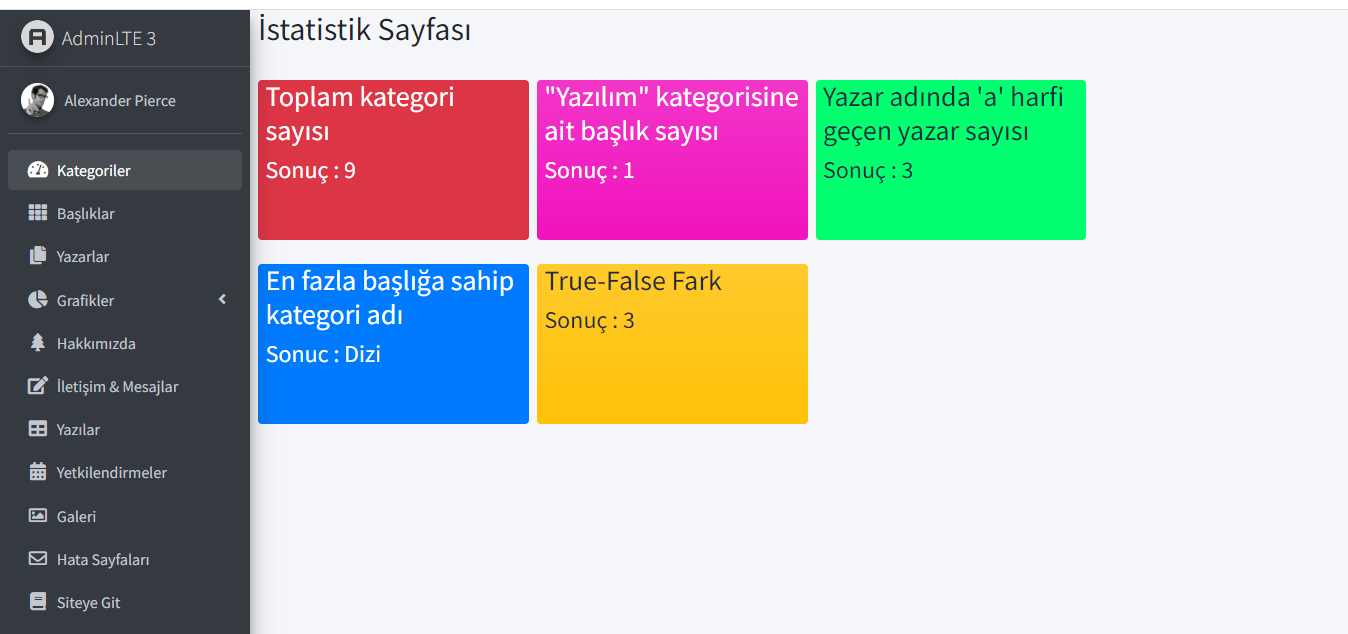 AdminLTE 3
Alexander Pierce
Kategoriler
Başlıklar
Yazarlar
Grafikler
Hakkımızda
İletişim & Mesajlar
Yazılar
Yetkilendirmeler
Galeri
Hata Sayfaları
Siteye Git
İstatistik Sayfası
Toplam kategori
sayısı
Sonuç : 9
"Yazılım" kategorisine
ait başlık sayısı
Sonuç : 1
Yazar adında 'a' harfi
geçen yazar sayısı
Sonuç : 3
En fazla başlığa sahip
kategori adı
Sonuc : Dizi
True-False Fark
Sonuç : 3